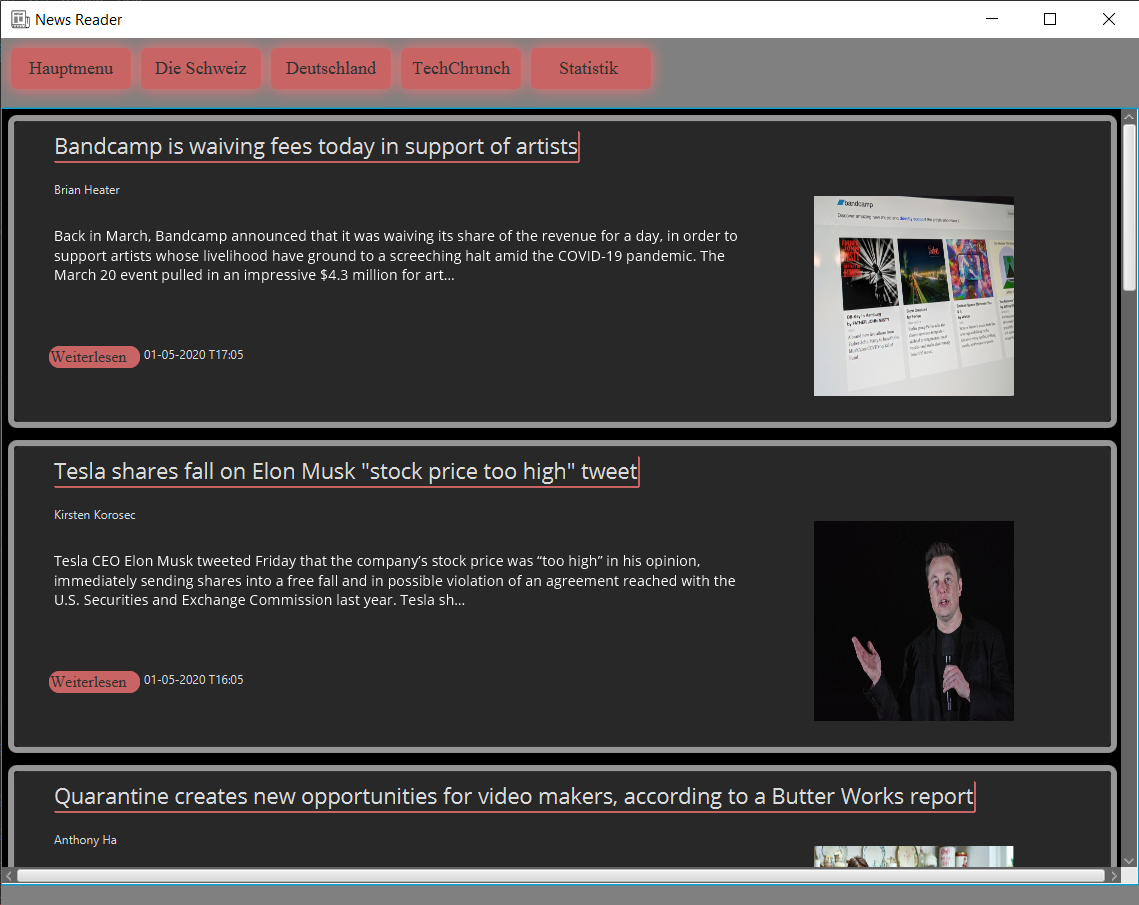 News Reader
Hauptmenu Die Schweiz Deutschland TechChrunch Statistik
Bandcamp is waiving fees today in support of artists
Brian Heater
Back in March, Bandcamp announced that it was waiving its share of the revenue for a day, in order to
support artists whose livelihood have ground to a screeching halt amid the COVID-19 pandemic. The
March 20 event pulled in an impressive $4.3 million for art...
bandcamp
Weiterlesen 01-05-2020 T17:05
Tesla shares fall on Elon Musk "stock price too high" tweet
Kirsten Korosec
Tesla CEO Elon Musk tweeted Friday that the company’s stock price was “too high” in his opinion,
immediately sending shares into a free fall and in possible violation of an agreement reached with the
U.S. Securities and Exchange Commission last year. Tesla sh...
Weiterlesen 01-05-2020 T16:05
Quarantine creates new opportunities for video makers, according to a Butter Works report
Anthony Ha